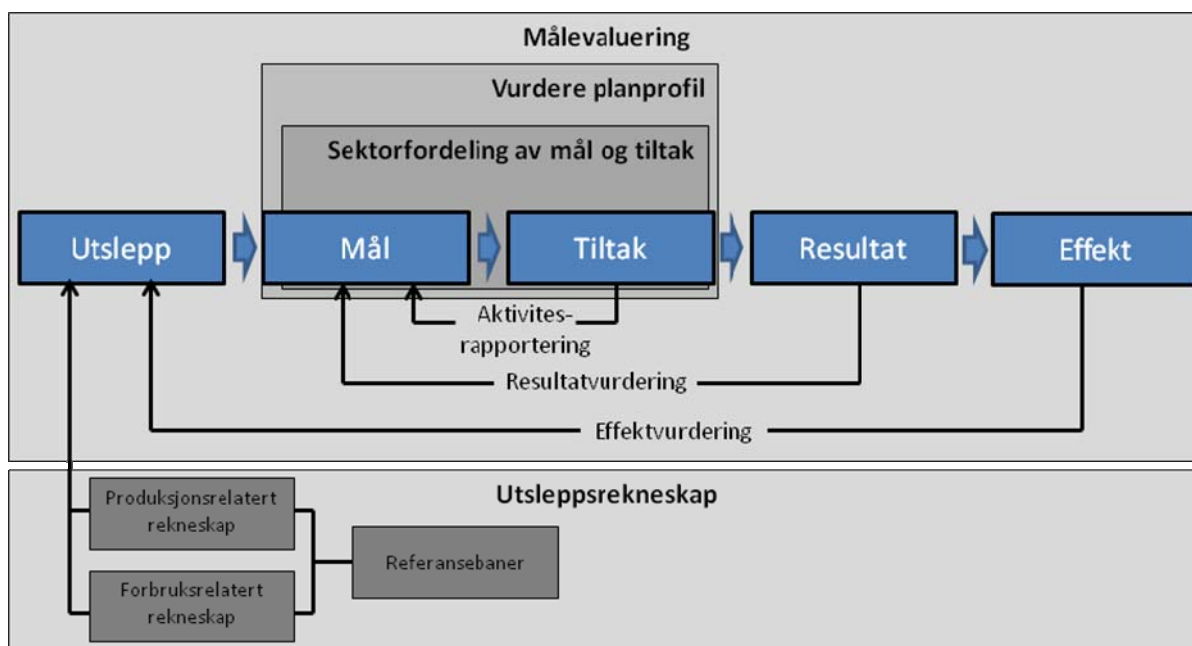 Målevaluering
Vurdere planprofil
Sektorfordeling av mål og tiltak
Utslepp
Mål
Tiltak
Resultat
Effekt
Aktivites-
rapportering
Resultatvurdering
Effektvurdering
Utsleppsrekneskap
Produksjonsrelatert
rekneskap
Referansebaner
Forbruksrelatert
rekneskap